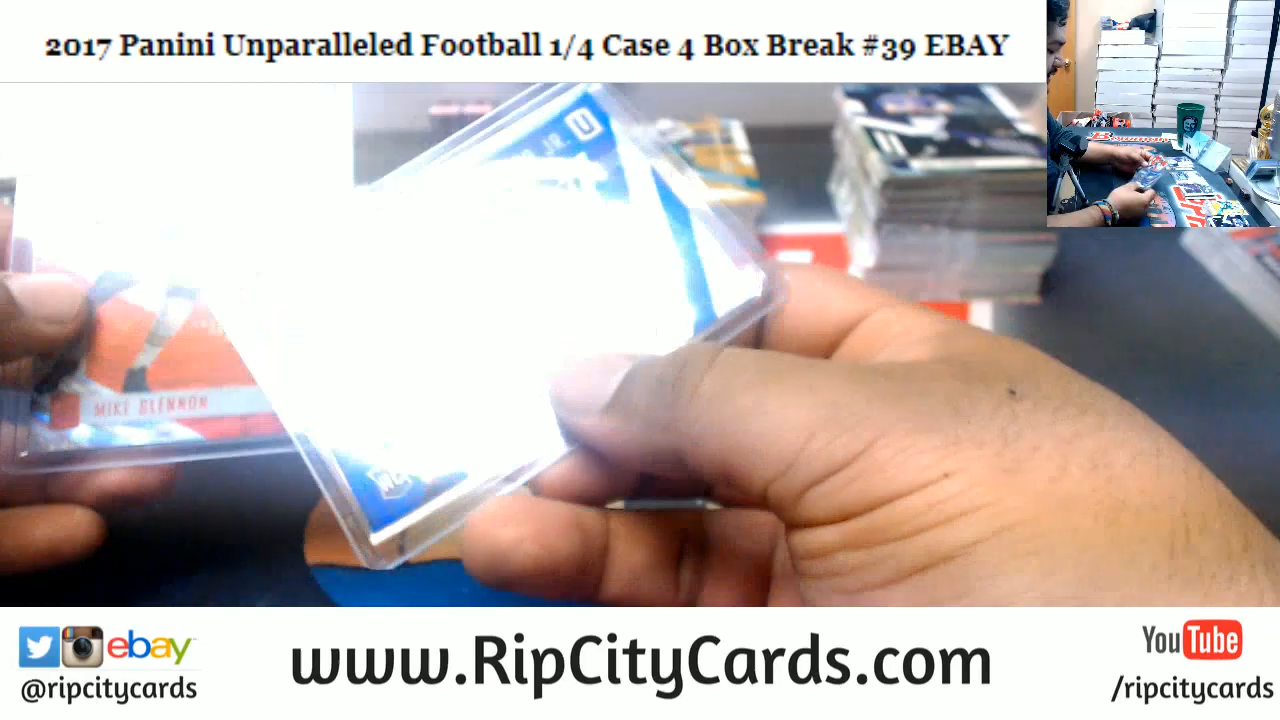 2017 Panini Unparalleled Football 1/4 Case 4 Box Break #39 EBAY
JR.
U
MIKE GLENNON
ebay
@ripcitycards
www.RipCityCards.com
YouTube
/ripcitycards